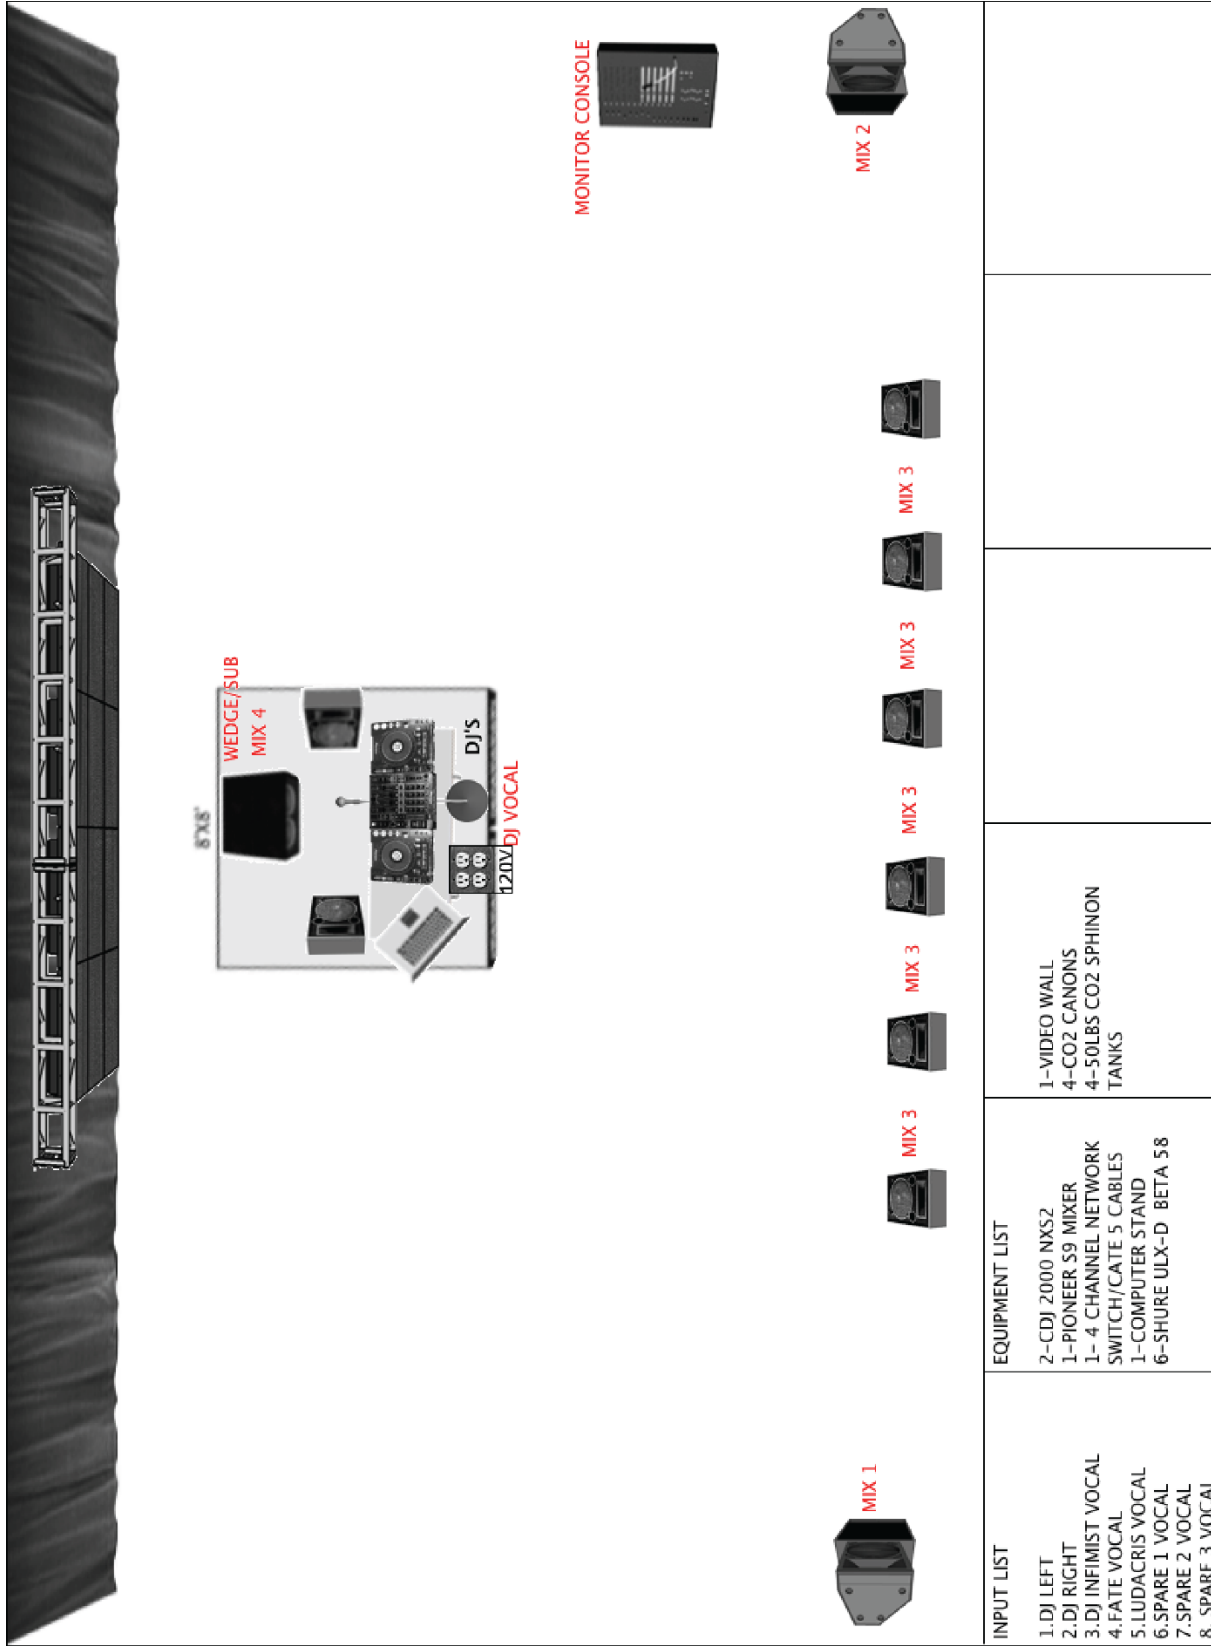 8'X8'
WEDGE/SUB
MIX 4
DJ'S
120V
DJ VOCAL
MONITOR CONSOLE
MIX 1
MIX 3
MIX 3
MIX 3
MIX 3
MIX 3
MIX 2
INPUT LIST
1.DJ LEFT
2.DJ RIGHT
3.DJ INFIMIST VOCAL
4.FATE VOCAL
5.LUDACRIS VOCAL
6.SPARE 1 VOCAL
7.SPARE 2 VOCAL
8. SPARE 3 VOCAL
EQUIPMENT LIST
2-CDJ 2000 NXS2
1-PIONEER S9 MIXER
1- 4 CHANNEL NETWORK
SWITCH/CATE 5 CABLES
1-COMPUTER STAND
6-SHURE ULX-D BETA 58
1-VIDEO WALL
4-CO2 CANONS
4-50LBS CO2 SPHINON
TANKS